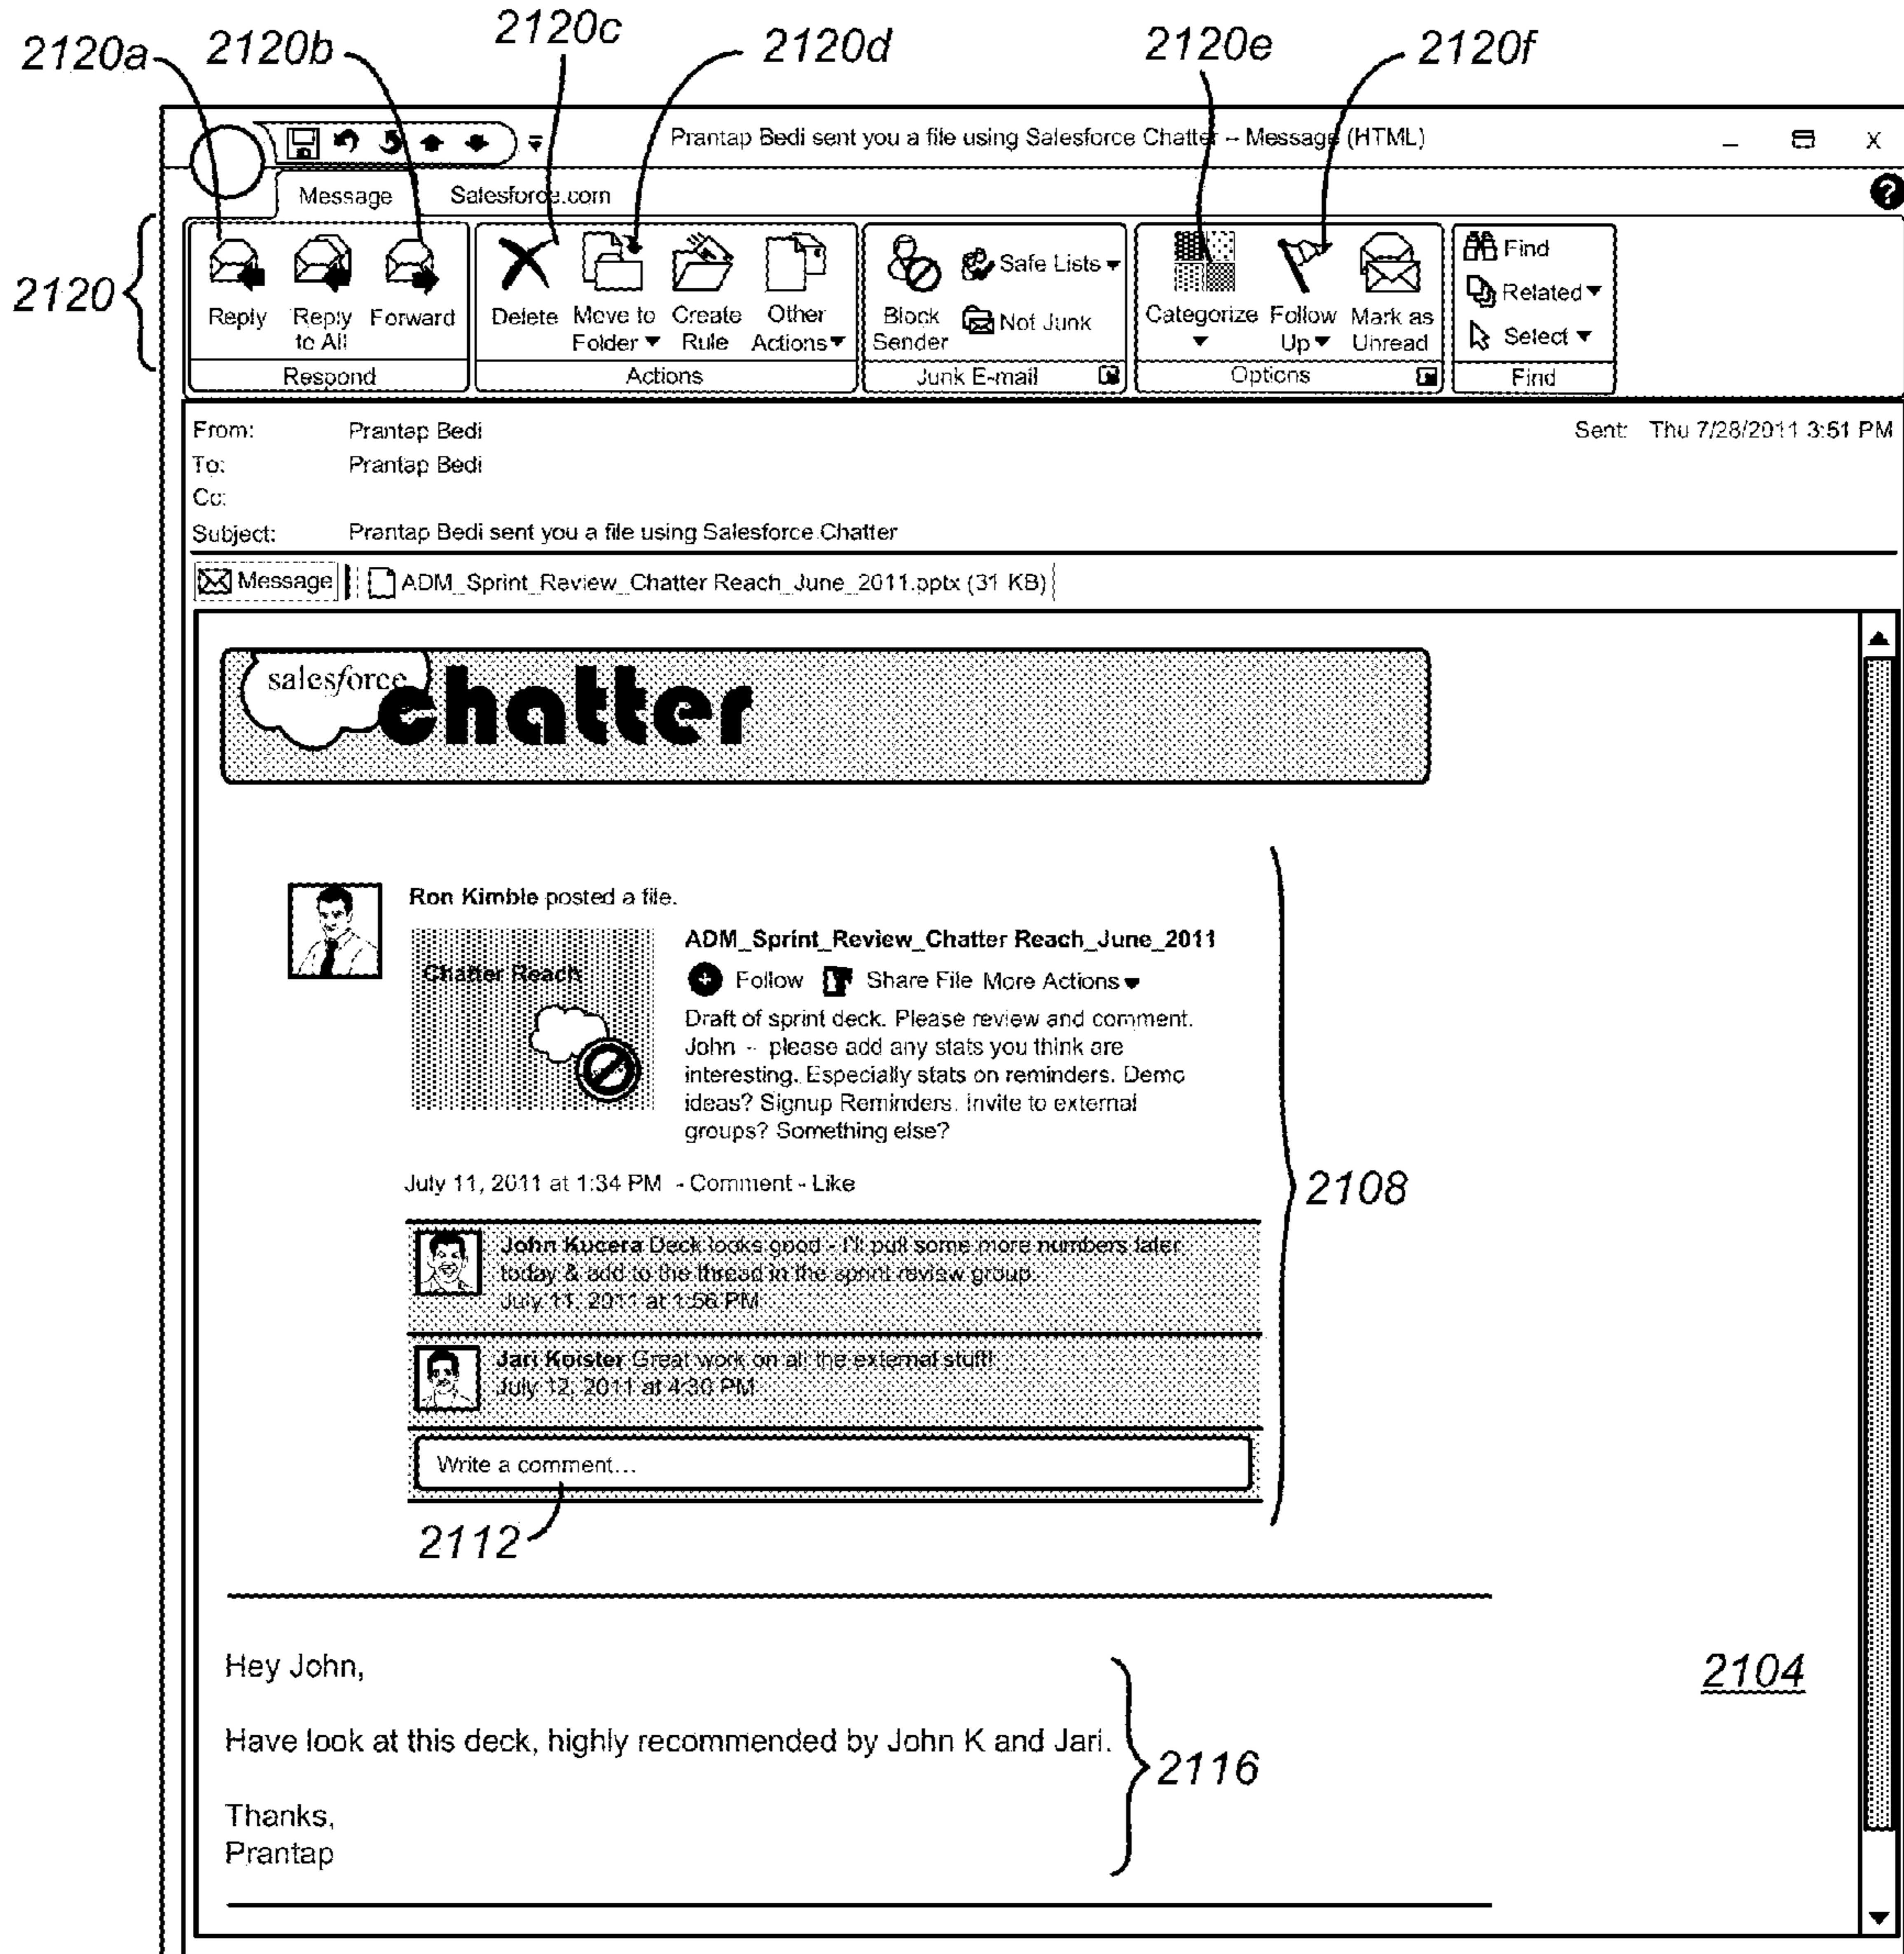 2120a 2120b 2120c 2120d 2120e 2120f
Prantap Bedi sent you a file using Salesforce Chatter -- Message (HTML)
Message Salesforce.com
2120
Reply Reply to All Forward Delete Move to Folder Create Rule Other Actions Block Sender Safe Lists Not Junk Categorize Follow Up Mark as Unread Find Related Select
Respond Actions Junk E-mail Options Find
From: Prantap Bedi Sent: Thu 7/28/2011 3:51 PM
To: Prantap Bedi
Cc:
Subject: Prantap Bedi sent you a file using Salesforce Chatter
Message ADM_Sprint_Review_Chatter Reach_June_2011.pptx (31 KB)
salesforce
chatter
Ron Kimble posted a file.
Chatter Reach
ADM_Sprint_Review_Chatter Reach_June_2011
Follow Share File More Actions
Draft of sprint deck. Please review and comment.
John -- please add any stats you think are
interesting. Especially stats on reminders. Demo
ideas? Signup Reminders. Invite to external
groups? Something else?
July 11, 2011 at 1:34 PM - Comment - Like
2108
John Kucera Deck looks good - I'll pull some more numbers later
today & add to the thread in the sprint review group.
July 11, 2011 at 1:56 PM
Jari Koister Great work on all the external stuff!
July 12, 2011 at 4:30 PM
Write a comment...
2112
Hey John,
2104
Have look at this deck, highly recommended by John K and Jari.
2116
Thanks,
Prantap